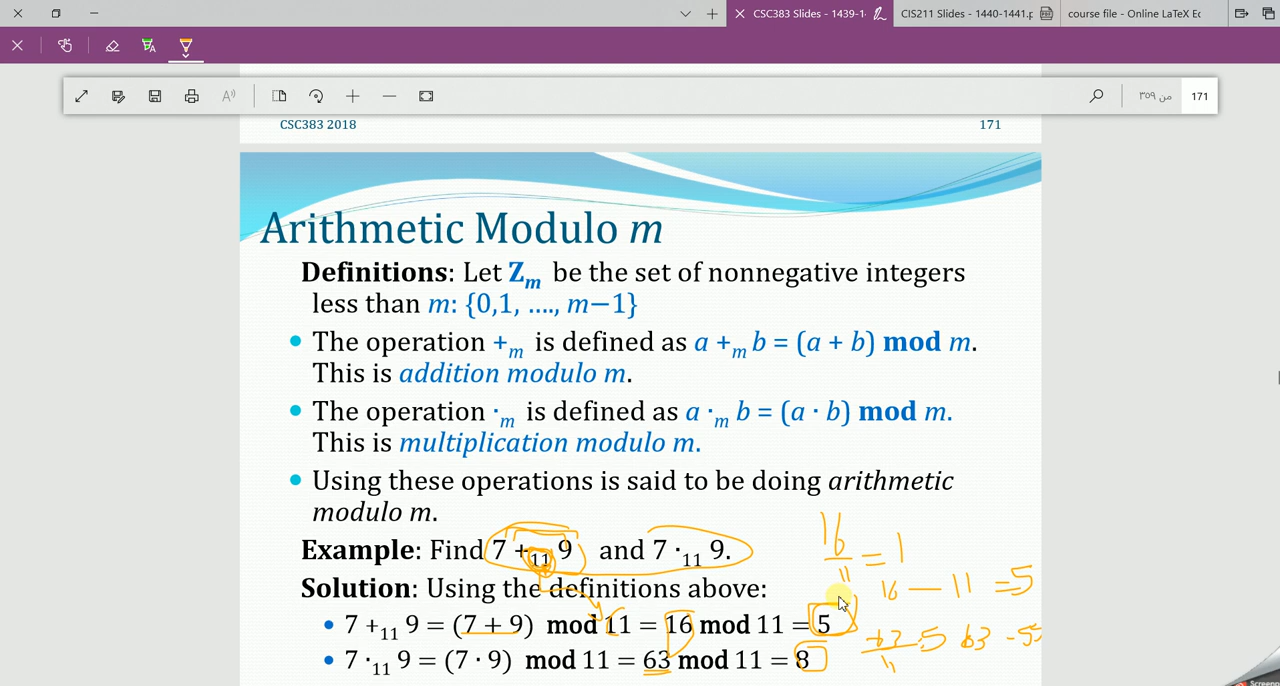 CSC383 Slides - 1439-1
CIS211 Slides - 1440-1441.p
course file - Online LaTeX Ec
من ٣٥٩
171
CSC383 2018
171
Arithmetic Modulo m
Definitions: Let Zm be the set of nonnegative integers
less than m: {0,1, …., m−1}
• The operation +m is defined as a +m b = (a + b) mod m.
This is addition modulo m.
• The operation ·m is defined as a ·m b = (a · b) mod m.
This is multiplication modulo m.
• Using these operations is said to be doing arithmetic
modulo m.
Example: Find 7 +11 9 and 7 ·11 9.
16
11
= 1
Solution: Using the definitions above:
16 — 11 = 5
• 7 +11 9 = (7 + 9) mod 11 = 16 mod 11 = 5
63
11
5
63 - 55
• 7 ·11 9 = (7 · 9) mod 11 = 63 mod 11 = 8